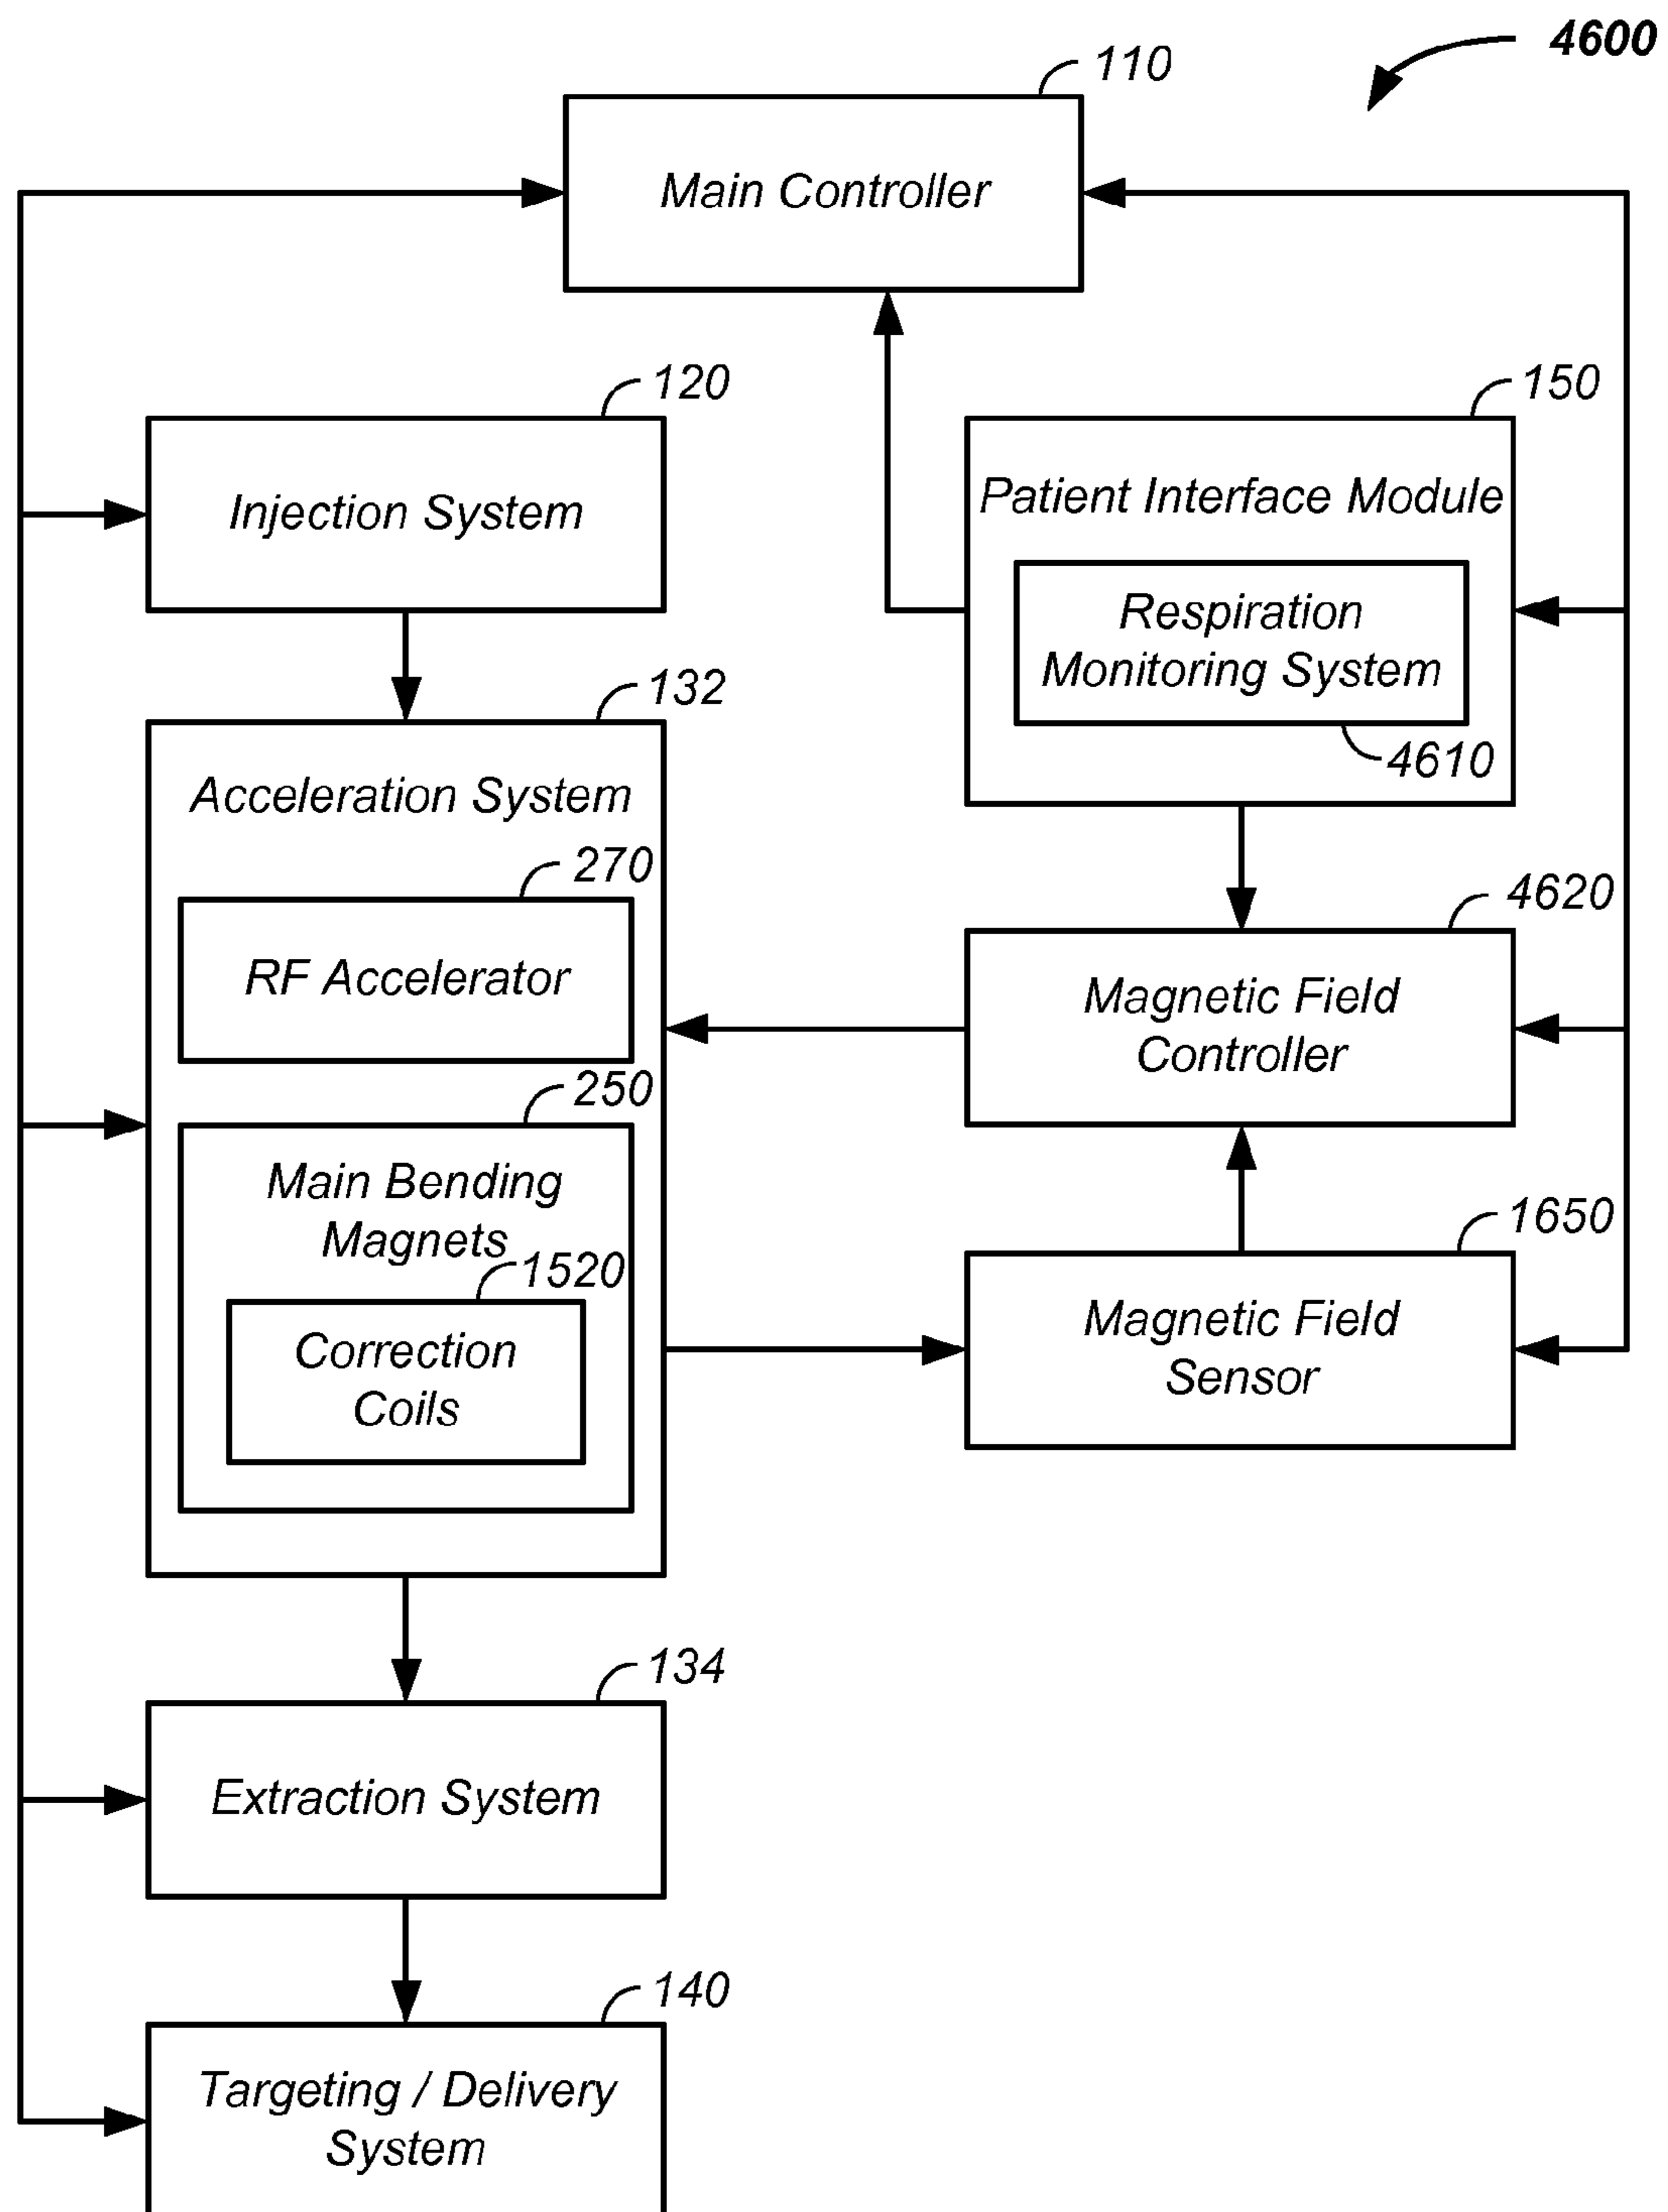 4600
110
Main Controller
120
Injection System
150
Patient Interface Module
Respiration
Monitoring System
4610
132
Acceleration System
270
RF Accelerator
250
Main Bending
Magnets
1520
Correction
Coils
4620
Magnetic Field
Controller
1650
Magnetic Field
Sensor
134
Extraction System
140
Targeting / Delivery
System